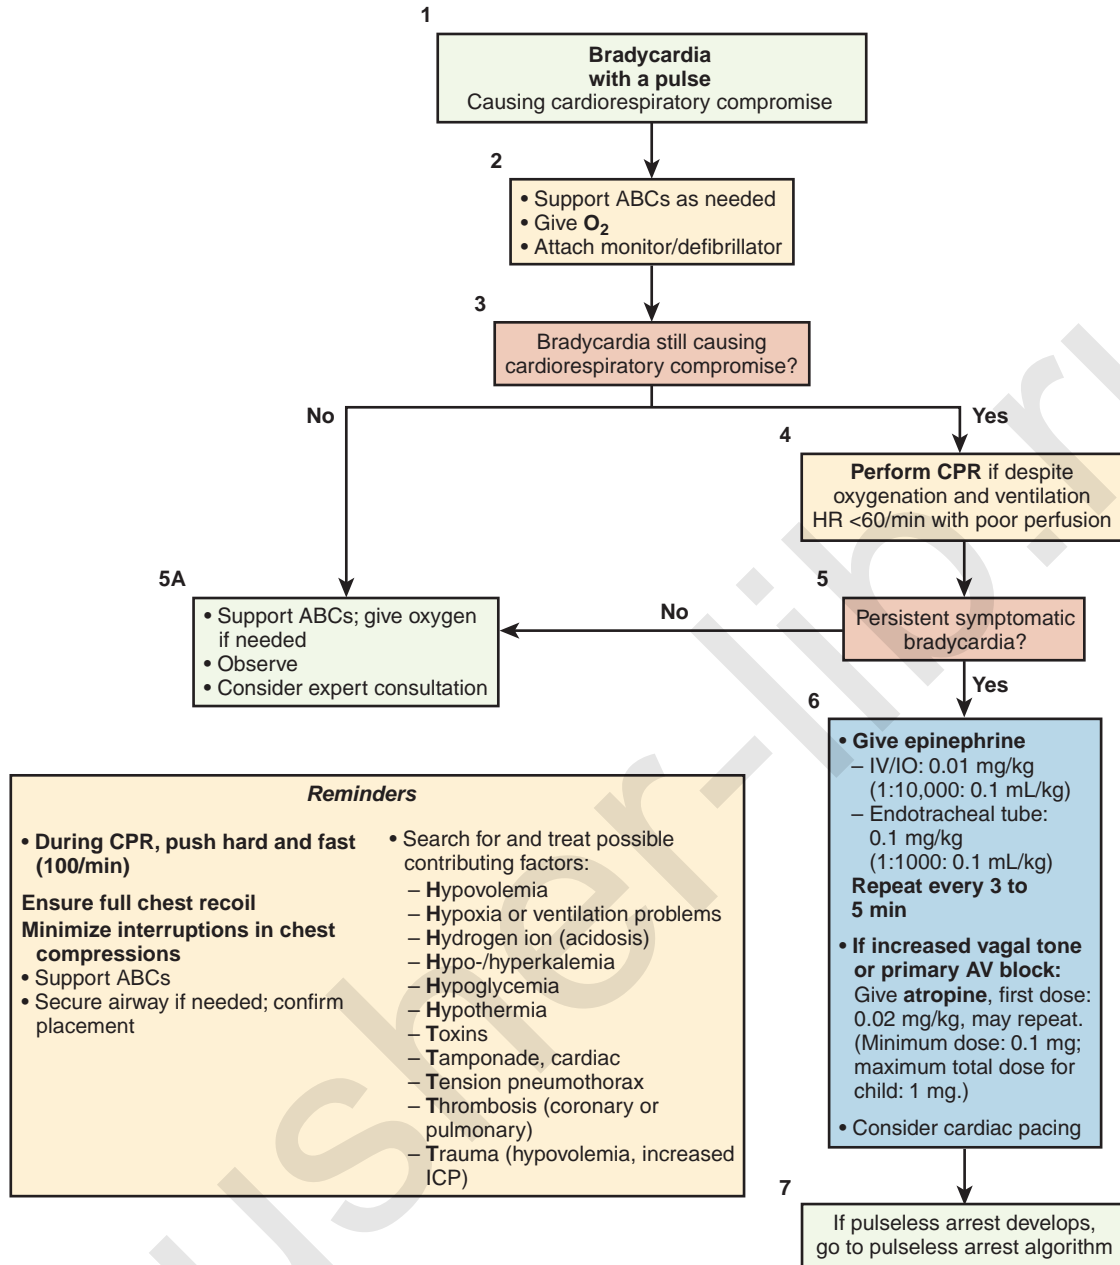 1
Bradycardia
with a pulse
Causing cardiorespiratory compromise
2
• Support ABCs as needed
• Give O2
• Attach monitor/defibrillator
3
Bradycardia still causing
cardiorespiratory compromise?
No
Yes
4
Perform CPR if despite
oxygenation and ventilation
HR <60/min with poor perfusion
5A
• Support ABCs; give oxygen
if needed
• Observe
• Consider expert consultation
No
5
Persistent symptomatic
bradycardia?
Yes
6
• Give epinephrine
– IV/IO: 0.01 mg/kg
(1:10,000: 0.1 mL/kg)
– Endotracheal tube:
0.1 mg/kg
(1:1000: 0.1 mL/kg)
Repeat every 3 to
5 min
• If increased vagal tone
or primary AV block:
Give atropine, first dose:
0.02 mg/kg, may repeat.
(Minimum dose: 0.1 mg;
maximum total dose for
child: 1 mg.)
• Consider cardiac pacing
Reminders
• During CPR, push hard and fast
(100/min)
Ensure full chest recoil
Minimize interruptions in chest
compressions
• Support ABCs
• Secure airway if needed; confirm
placement
• Search for and treat possible
contributing factors:
– Hypovolemia
– Hypoxia or ventilation problems
– Hydrogen ion (acidosis)
– Hypo-/hyperkalemia
– Hypoglycemia
– Hypothermia
– Toxins
– Tamponade, cardiac
– Tension pneumothorax
– Thrombosis (coronary or
pulmonary)
– Trauma (hypovolemia, increased
ICP)
7
If pulseless arrest develops,
go to pulseless arrest algorithm